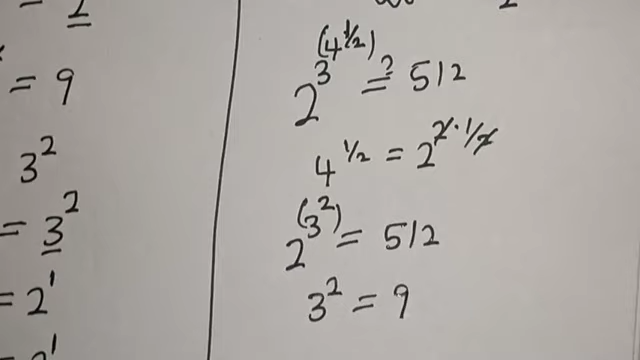 = 2
= 9
3^2
= 3^2
= 2^1
2^3^(4^1/2) ?= 512
4^1/2 = 2^2·1/2
2^(3^2) = 512
3^2 = 9